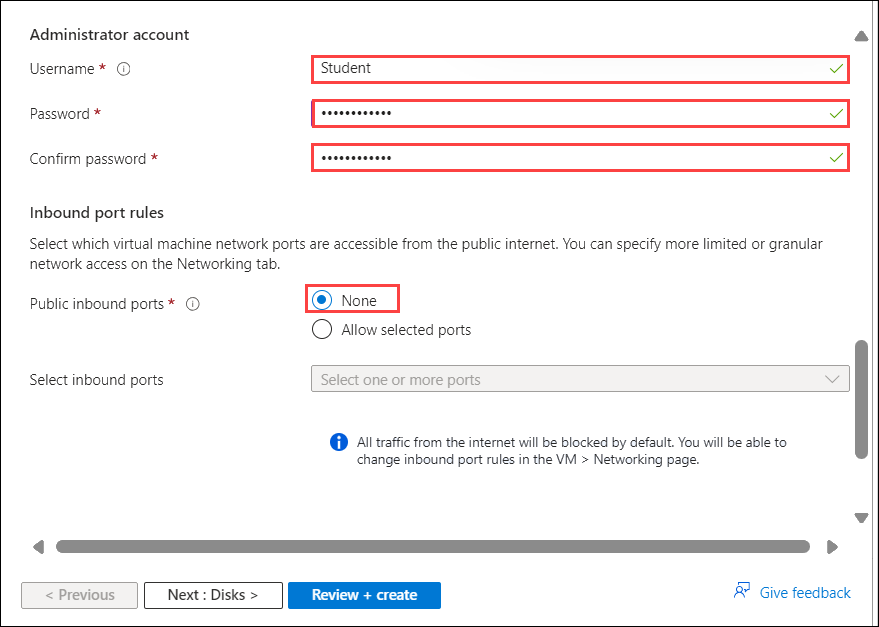 Administrator account
Username *
Student
Password *
••••••••••••
Confirm password *
••••••••••••
Inbound port rules
Select which virtual machine network ports are accessible from the public internet. You can specify more limited or granular
network access on the Networking tab.
Public inbound ports *
None
Allow selected ports
Select inbound ports
Select one or more ports
All traffic from the internet will be blocked by default. You will be able to
change inbound port rules in the VM > Networking page.
< Previous
Next : Disks >
Review + create
Give feedback